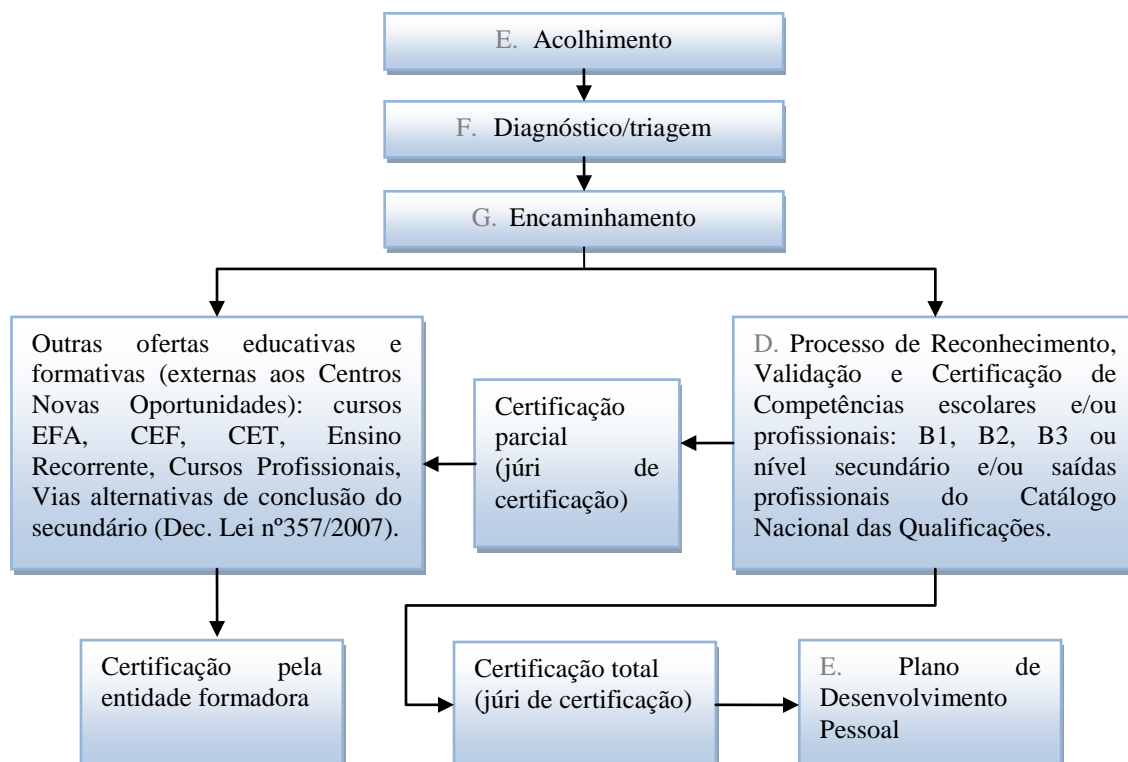 E. Acolhimento
F. Diagnóstico/triagem
G. Encaminhamento
Outras ofertas educativas e
formativas (externas aos Centros
Novas Oportunidades): cursos
EFA, CEF, CET, Ensino
Recorrente, Cursos Profissionais,
Vias alternativas de conclusão do
secundário (Dec. Lei nº357/2007).
Certificação
parcial
(júri de
certificação)
D. Processo de Reconhecimento,
Validação e Certificação de
Competências escolares e/ou
profissionais: B1, B2, B3 ou
nível secundário e/ou saídas
profissionais do Catálogo
Nacional das Qualificações.
Certificação pela
entidade formadora
Certificação total
(júri de certificação)
E. Plano de
Desenvolvimento
Pessoal